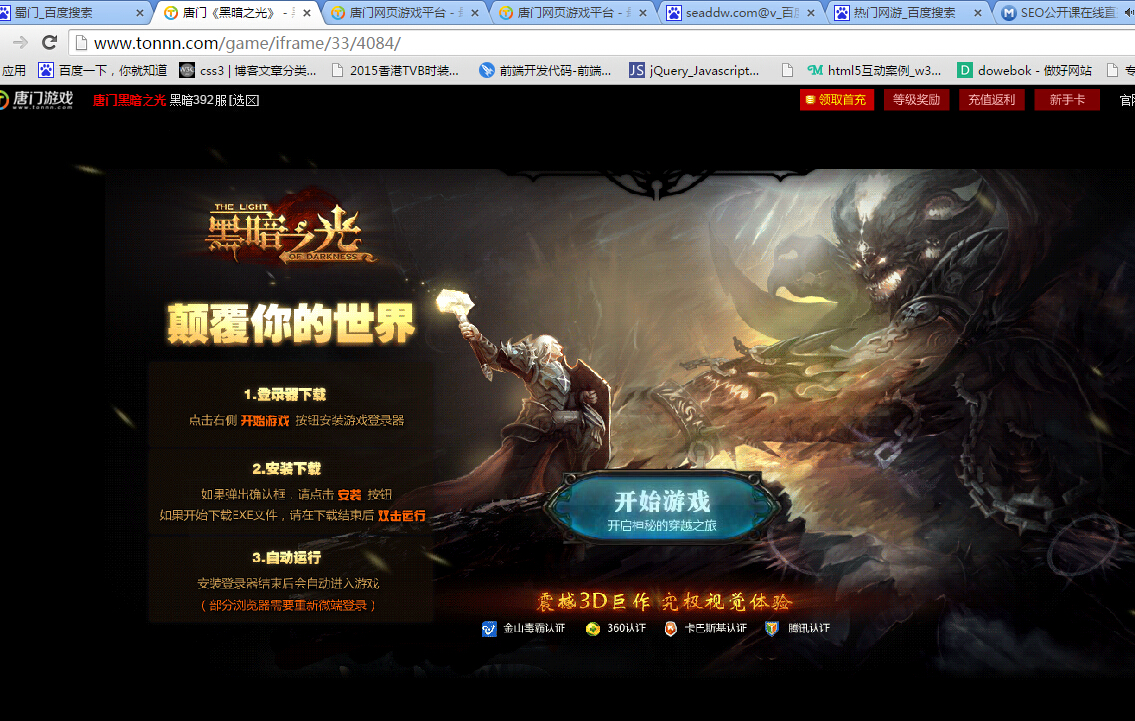 蜀门_百度搜索
唐门《黑暗之光》 -
唐门网页游戏平台 -
唐门网页游戏平台 -
seaddw.com@v_百
热门网游_百度搜索
SEO公开课在线直
www.tonnn.com/game/iframe/33/4084/
应用 百度一下，你就知道 css3 | 博客文章分类... 2015香港TVB时装... 前端开发代码-前端... jQuery_Javascript... html5互动案例_w3... dowebok - 做好网站
唐门游戏
www.tonnn.com
唐门黑暗之光 黑暗392服 [选区]
领取首充 等级奖励 充值返利 新手卡
THE LIGHT
黑暗之光
OF DARKNESS
颠覆你的世界
1.登录器下载
点击右侧 开始游戏 按钮安装游戏登录器
2.安装下载
如果弹出确认框，请点击 安装 按钮
如果开始下载EXE文件，请在下载结束后 双击运行
3.自动运行
安装登录器结束后会自动进入游戏
（部分浏览器需要重新微端登录）
开始游戏
开启神秘的穿越之旅
震撼3D巨作 究极视觉体验
金山毒霸认证 360认证 卡巴斯基认证 腾讯认证